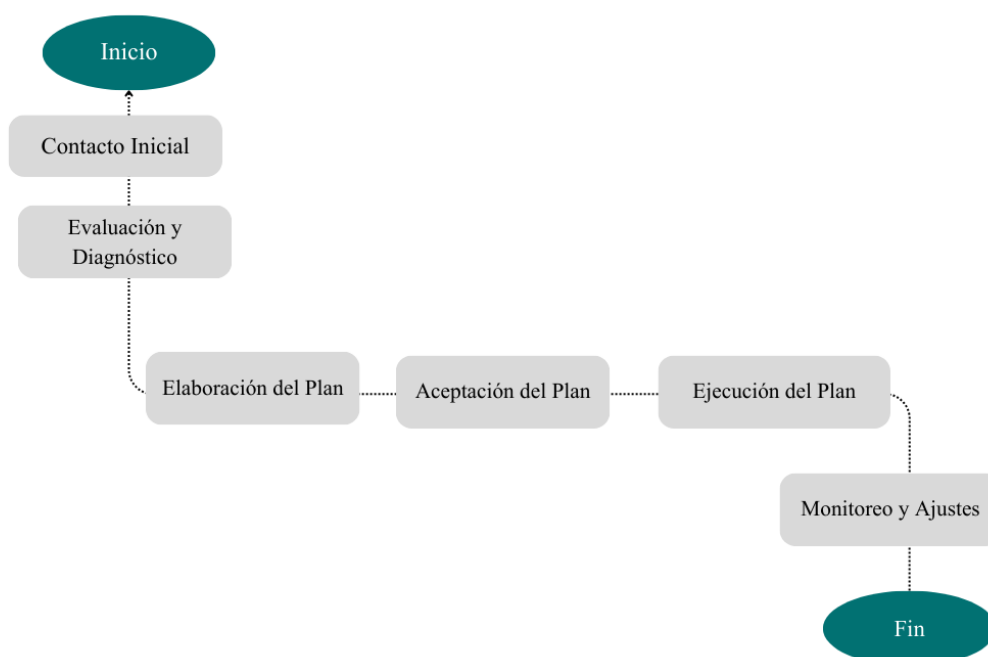 Inicio
Contacto Inicial
Evaluación y
Diagnóstico
Elaboración del Plan
Aceptación del Plan
Ejecución del Plan
Monitoreo y Ajustes
Fin